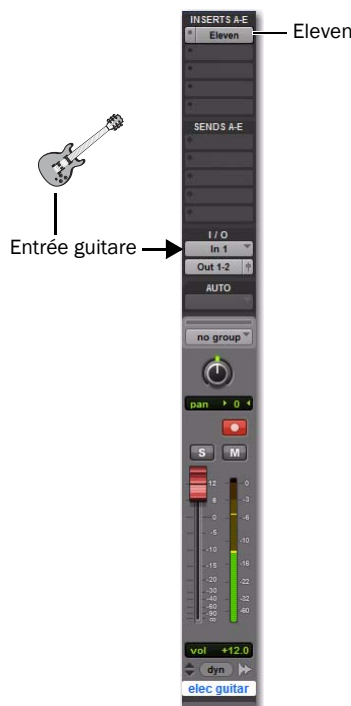 INSERTS A-E
Eleven
Eleven
SENDS A-E
Entrée guitare
I / O
In 1
Out 1-2
AUTO
no group
pan 0
S M
12 0
6 -3
0 -6
-5
-10 -10
-15 -16
-20 -22
-30
-40 -32
-60
-90 -60
∞
vol +12.0
dyn
elec guitar